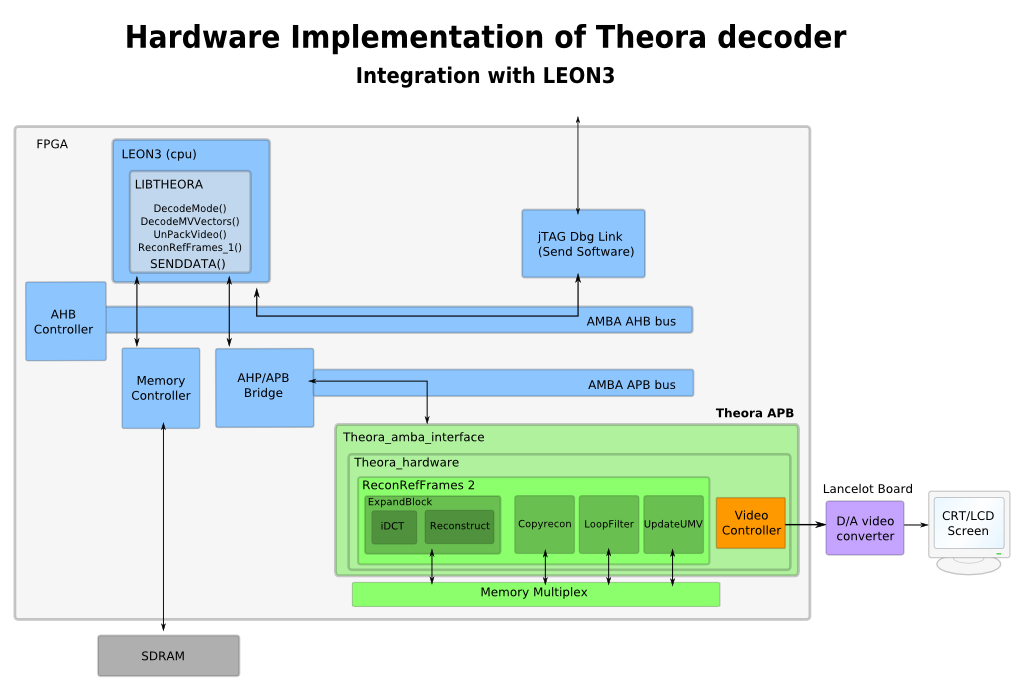 Hardware Implementation of Theora decoder
Integration with LEON3
FPGA
LEON3 (cpu)
LIBTHEORA
DecodeMode()
DecodeMVVectors()
UnPackVideo()
ReconRefFrames_1()
SENDDATA()
jTAG Dbg Link
(Send Software)
AHB
Controller
AMBA AHB bus
Memory
Controller
AHP/APB
Bridge
AMBA APB bus
Theora APB
Theora_amba_interface
Theora_hardware
ReconRefFrames 2
ExpandBlock
iDCT
Reconstruct
Copyrecon
LoopFilter
UpdateUMV
Video
Controller
Lancelot Board
D/A video
converter
CRT/LCD
Screen
Memory Multiplex
SDRAM